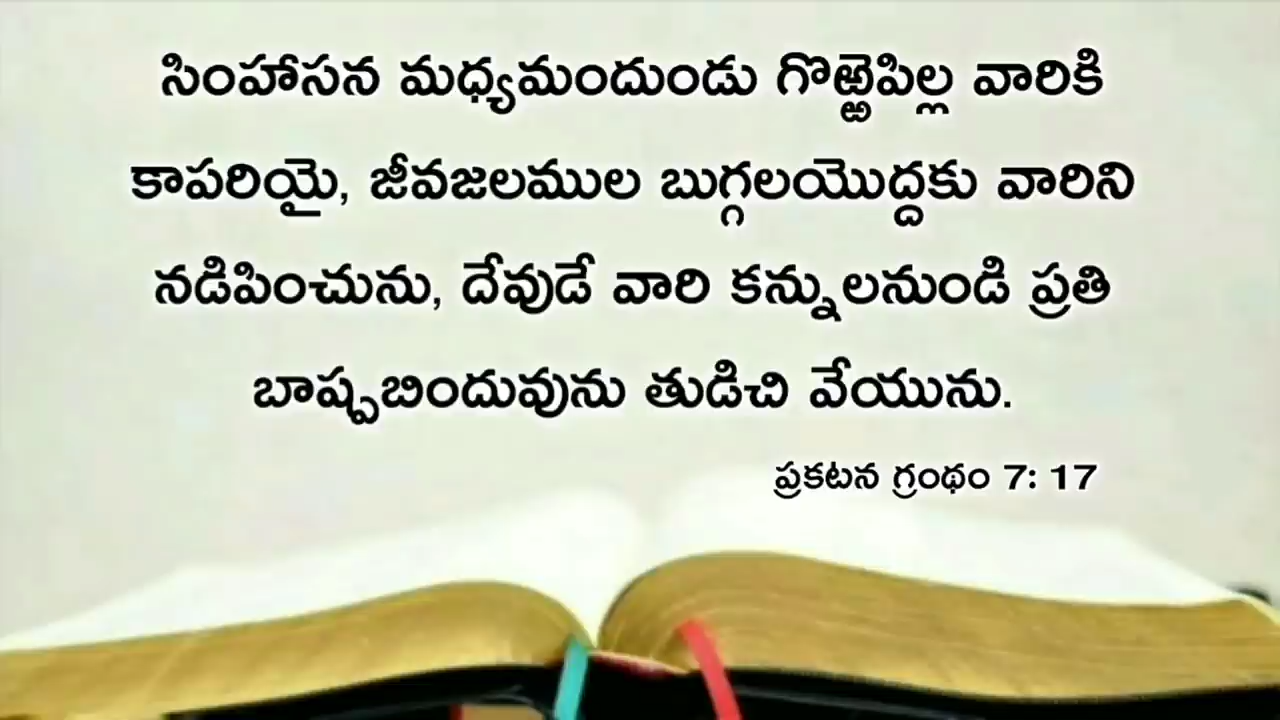 సింహాసన మధ్యమందుండు గొఱ్ఱెపిల్ల వారికి
కాపరియై, జీవజలముల బుగ్గలయొద్దకు వారిని
నడిపించును, దేవుడే వారి కన్నులనుండి ప్రతి
బాష్పబిందువును తుడిచి వేయును.
ప్రకటన గ్రంథం 7: 17